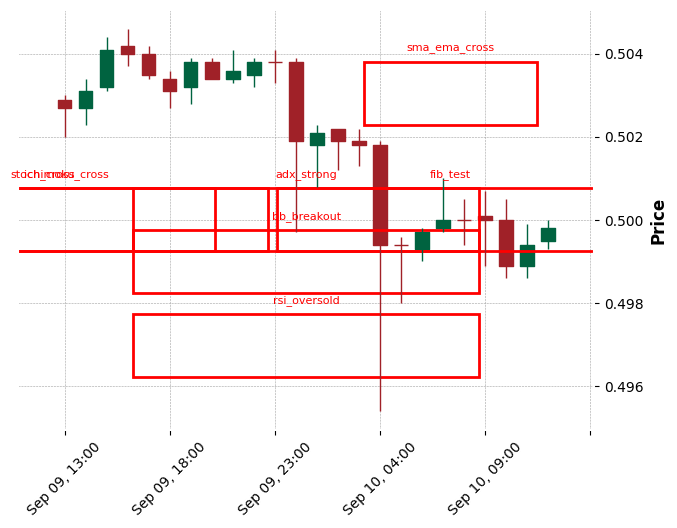 sma_ema_cross
0.504
0.502
ichimoku_cross
adx_strong
fib_test
bb_breakout
0.500
rsi_oversold
0.498
0.496
Price
Sep 09, 13:00
Sep 09, 18:00
Sep 09, 23:00
Sep 10, 04:00
Sep 10, 09:00